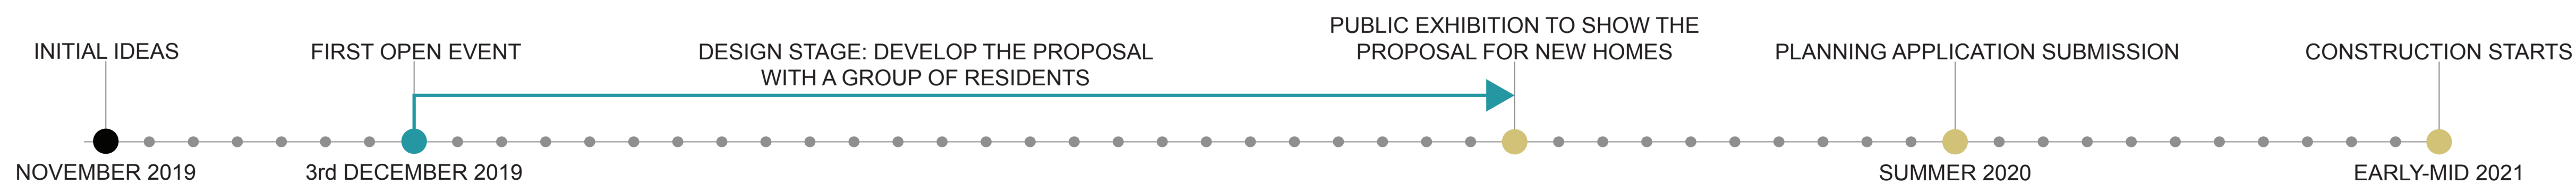 INITIAL IDEAS
NOVEMBER 2019
FIRST OPEN EVENT
3rd DECEMBER 2019
DESIGN STAGE: DEVELOP THE PROPOSAL
WITH A GROUP OF RESIDENTS
PUBLIC EXHIBITION TO SHOW THE
PROPOSAL FOR NEW HOMES
PLANNING APPLICATION SUBMISSION
SUMMER 2020
CONSTRUCTION STARTS
EARLY-MID 2021